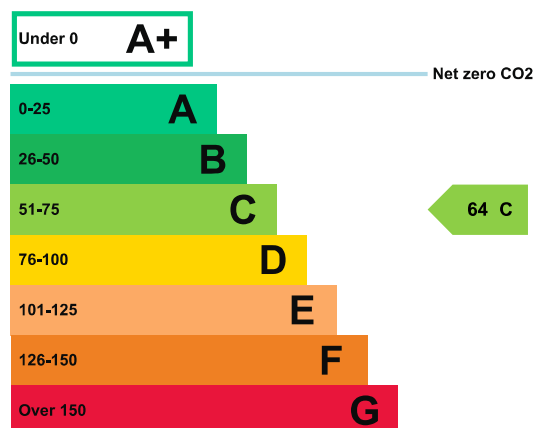 Under 0 A+
Net zero CO2
0-25 A
26-50 B
51-75 C
64 C
76-100 D
101-125 E
126-150 F
Over 150 G